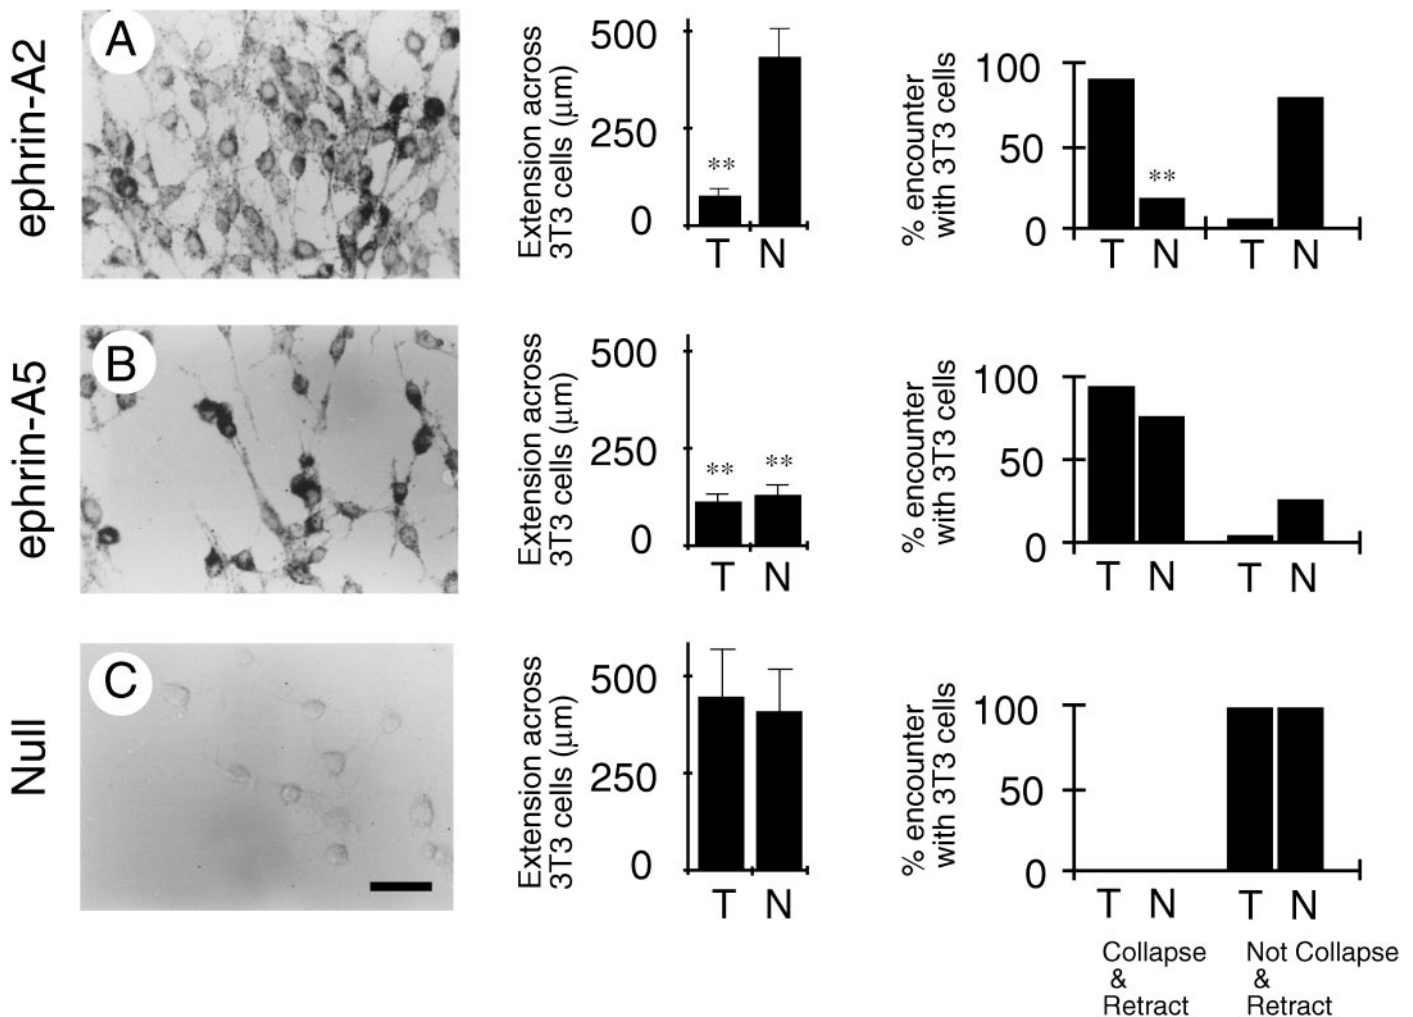 ephrin-A2
A
Extension across
3T3 cells (μm)
500
250
0
**
T N
% encounter
with 3T3 cells
100
50
0
**
T N T N
ephrin-A5
B
Extension across
3T3 cells (μm)
500
250
0
** **
T N
% encounter
with 3T3 cells
100
50
0
T N T N
Null
C
Extension across
3T3 cells (μm)
500
250
0
T N
% encounter
with 3T3 cells
100
50
0
T N T N
Collapse
&
Retract
Not Collapse
&
Retract